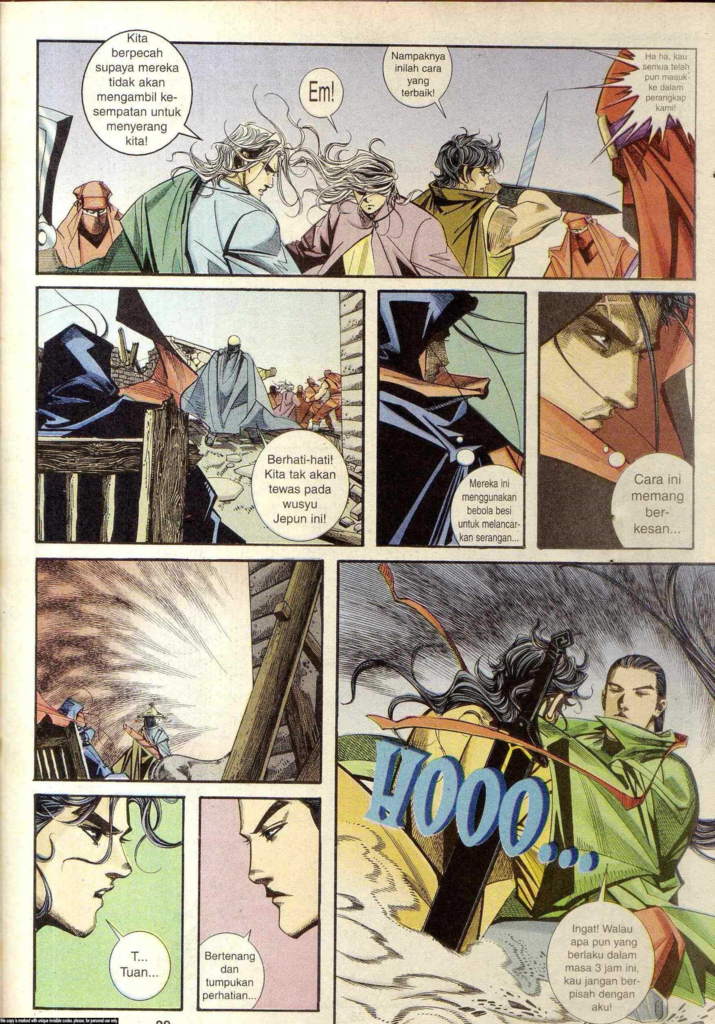 Kita
berpecah
supaya mereka
tidak akan
mengambil ke-
sempatan untuk
menyerang
kita!
Em!
Nampaknya
inilah cara
yang
terbaik!
Ha ha, kau
semua telah
pun masuk-
ke dalam
perangkap
kami!
Berhati-hati!
Kita tak akan
tewas pada
wusyu
Jepun ini!
Mereka ini
menggunakan
bebola besi
untuk melancar-
kan serangan...
Cara ini
memang
ber-
kesan...
HOOO...
T...
Tuan...
Bertenang
dan
tumpukan
perhatian...
Ingat! Walau
apa pun yang
berlaku dalam
masa 3 jam ini,
kau jangan ber-
pisah dengan
aku!